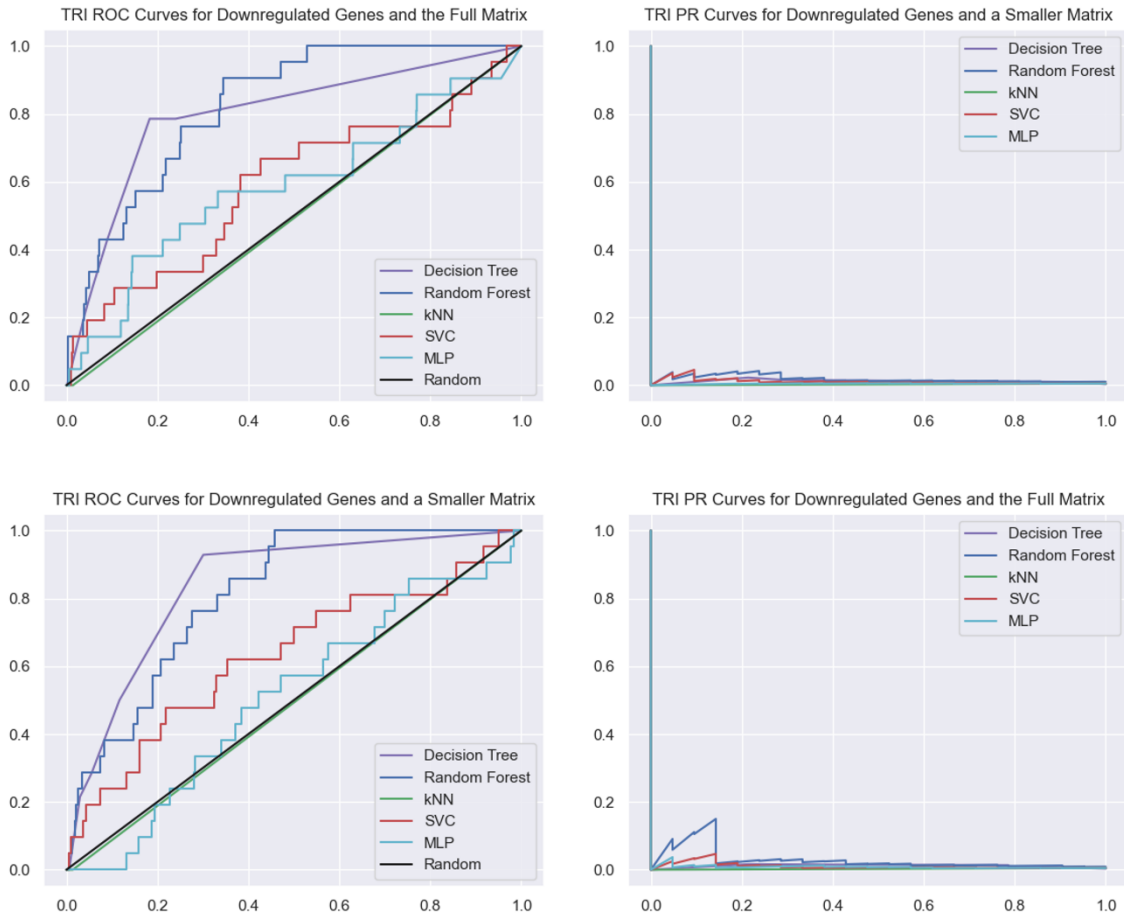 TRI ROC Curves for Downregulated Genes and the Full Matrix
1.0
0.8
0.6
0.4
0.2
0.0
0.0 0.2 0.4 0.6 0.8 1.0
Decision Tree
Random Forest
kNN
SVC
MLP
Random
TRI PR Curves for Downregulated Genes and a Smaller Matrix
1.0
0.8
0.6
0.4
0.2
0.0
0.0 0.2 0.4 0.6 0.8 1.0
Decision Tree
Random Forest
kNN
SVC
MLP
TRI ROC Curves for Downregulated Genes and a Smaller Matrix
1.0
0.8
0.6
0.4
0.2
0.0
0.0 0.2 0.4 0.6 0.8 1.0
Decision Tree
Random Forest
kNN
SVC
MLP
Random
TRI PR Curves for Downregulated Genes and the Full Matrix
1.0
0.8
0.6
0.4
0.2
0.0
0.0 0.2 0.4 0.6 0.8 1.0
Decision Tree
Random Forest
kNN
SVC
MLP